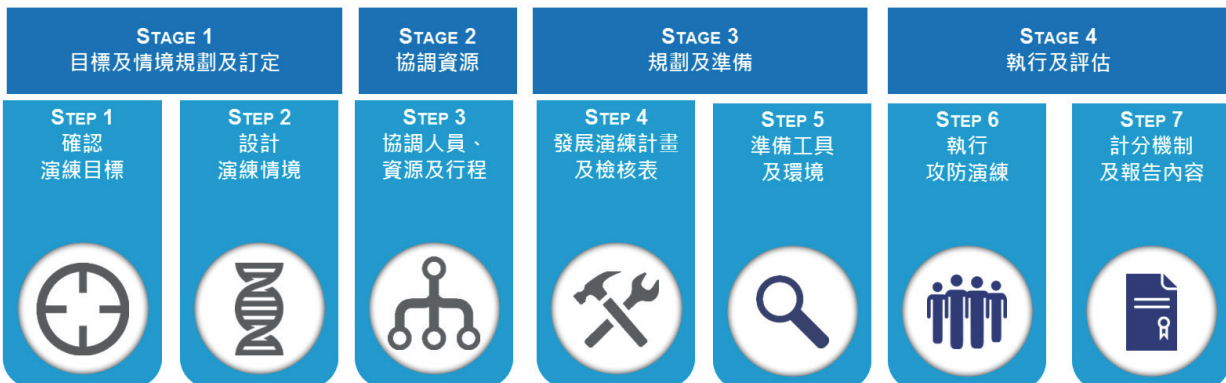 STAGE 1
目標及情境規劃及訂定
STAGE 2
協調資源
STAGE 3
規劃及準備
STAGE 4
執行及評估
STEP 1
確認
演練目標
STEP 2
設計
演練情境
STEP 3
協調人員、
資源及行程
STEP 4
發展演練計畫
及檢核表
STEP 5
準備工具
及環境
STEP 6
執行
攻防演練
STEP 7
計分機制
及報告內容